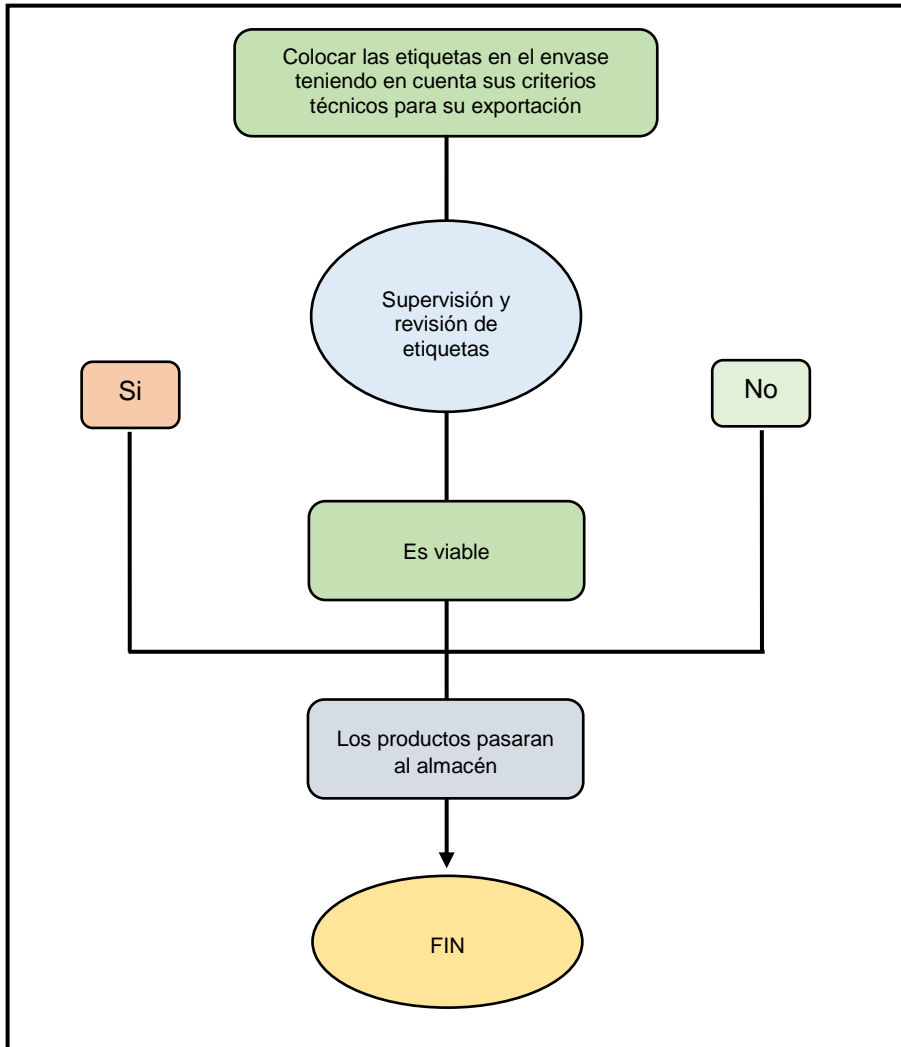 Colocar las etiquetas en el envase
teniendo en cuenta sus criterios
técnicos para su exportación
Supervisión y
revisión de
etiquetas
Si
No
Es viable
Los productos pasaran
al almacén
FIN